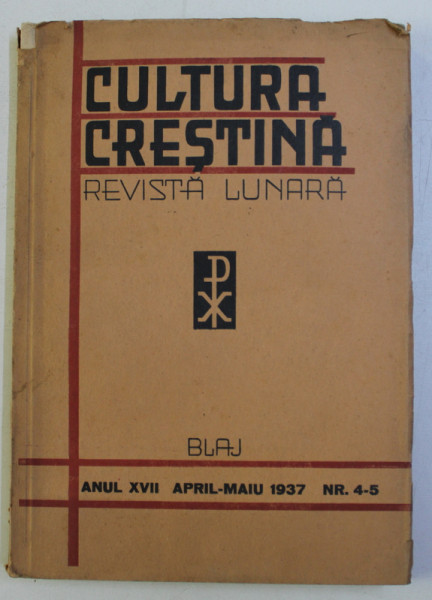 CULTURA
CREȘTINĂ
REVISTĂ LUNARĂ
BLAJ
ANUL XVII APRIL-MAIU 1937 NR. 4-5